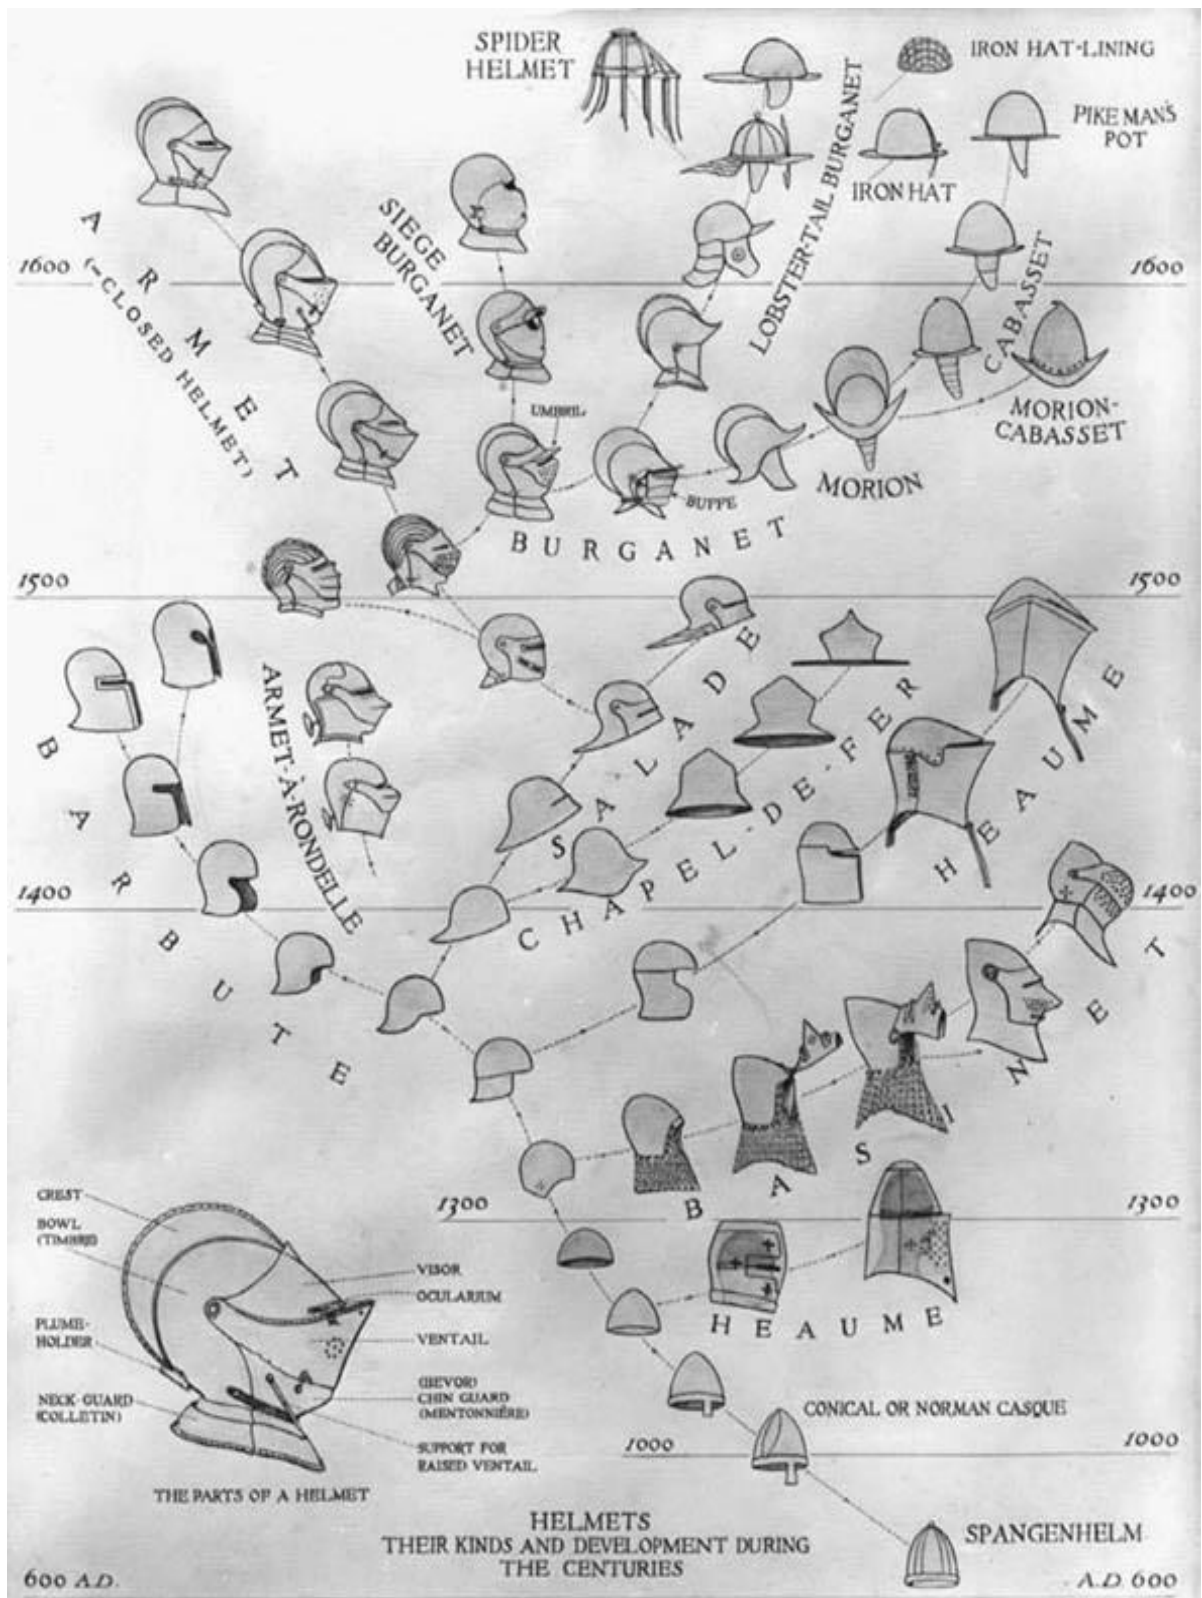 SPIDER
HELMET
IRON HAT-LINING
PIKEMAN'S
POT
IRON HAT
LOBSTER-TAIL BURGANET
SIEGE
BURGANET
ARMET
(=CLOSED HELMET)
1600
1600
CABASSET
MORION-
CABASSET
UMBRIL
MORION
BUFFE
BURGANET
1500
1500
ARMET-À-RONDELLE
BARBUTE
SALADE
CHAPEL-DE-FER
HEAUME
1400
1400
BASINET
1300
1300
HEAUME
CREST
BOWL
(TIMBRE)
PLUME-
HOLDER
NECK-GUARD
(COLLETIN)
VISOR
OCULARIUM
VENTAIL
(BEVOR)
CHIN GUARD
(MENTONNIÈRE)
SUPPORT FOR
RAISED VENTAIL
THE PARTS OF A HELMET
CONICAL OR NORMAN CASQUE
1000
1000
SPANGENHELM
HELMETS
THEIR KINDS AND DEVELOPMENT DURING
THE CENTURIES
600 A.D.
A.D. 600